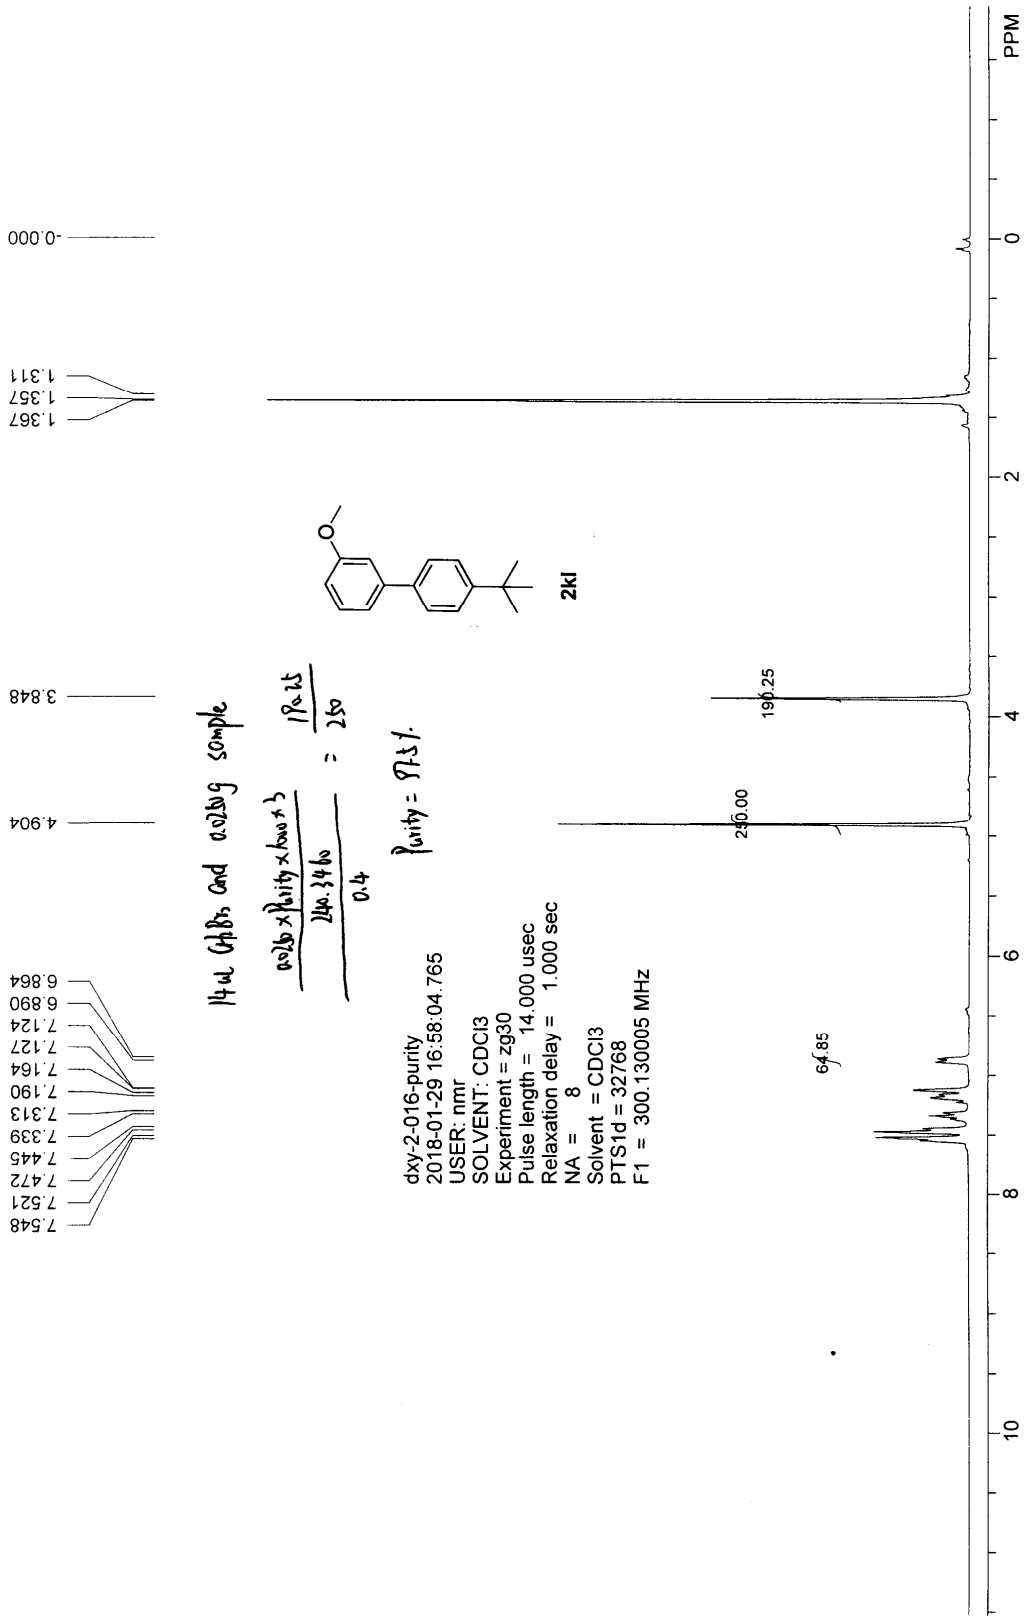 7.548
7.521
7.472
7.445
7.339
7.313
7.190
7.164
7.127
7.124
6.890
6.864
4.904
3.848
1.367
1.357
1.311
-0.000
14ul CH2Br2 and 0.0250g sample
0.0250 x Purity x 1000 x 3
240.3460
0.4
=
190.25
250
Purity = 97.5%
O
2kl
dxy-2-016-purity
2018-01-29 16:58:04.765
USER: nmr
SOLVENT: CDCl3
Experiment = zg30
Pulse length = 14.000 usec
Relaxation delay = 1.000 sec
NA = 8
Solvent = CDCl3
PTS1d = 32768
F1 = 300.130005 MHz
64.85
250.00
190.25
10
8
6
4
2
0
PPM